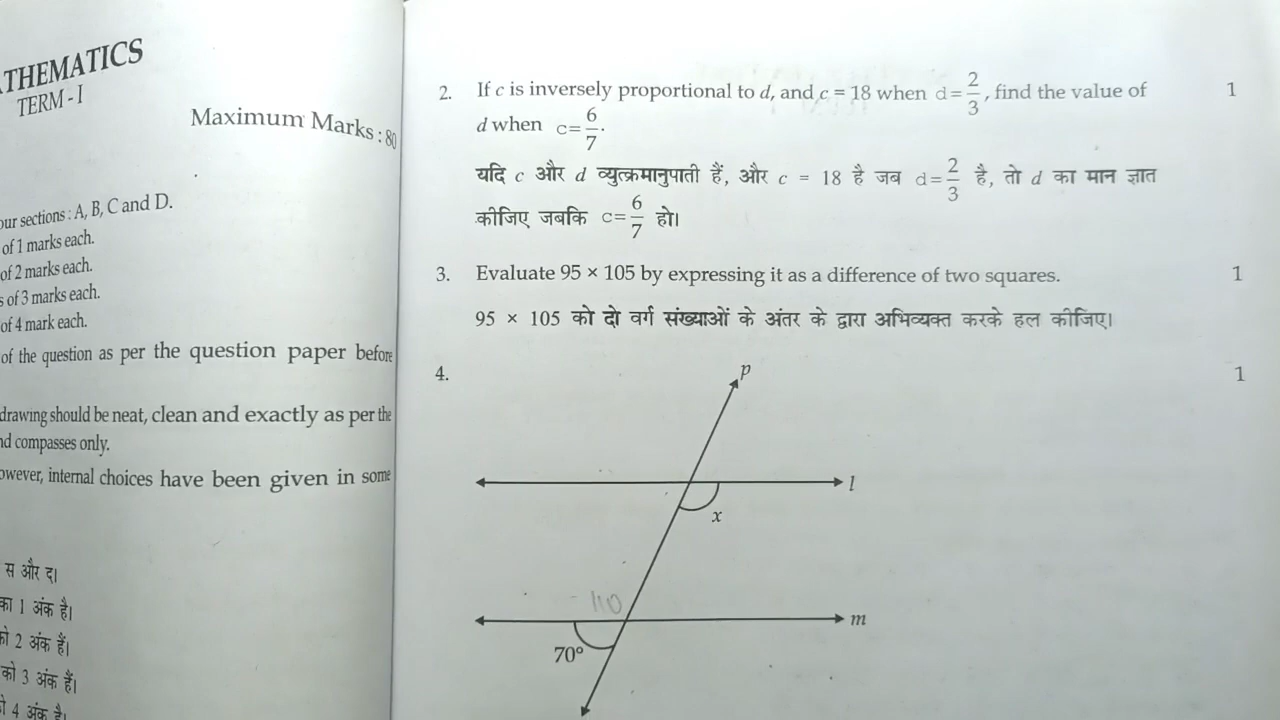 THEMATICS
TERM - I
Maximum Marks : 80
our sections : A, B, C and D.
of 1 marks each.
of 2 marks each.
s of 3 marks each.
of 4 mark each.
of the question as per the question paper before
drawing should be neat, clean and exactly as per the
nd compasses only.
owever, internal choices have been given in some
स और द।
का 1 अंक है।
को 2 अंक हैं।
को 3 अंक हैं।
4 अंक है।
2. If c is inversely proportional to d, and c = 18 when d=2/3, find the value of 1
d when c=6/7.
यदि c और d व्युत्क्रमानुपाती हैं, और c = 18 है जब d=2/3 है, तो d का मान ज्ञात
कीजिए जबकि c=6/7 हो।
3. Evaluate 95 × 105 by expressing it as a difference of two squares. 1
95 × 105 को दो वर्ग संख्याओं के अंतर के द्वारा अभिव्यक्त करके हल कीजिए।
4. 1
p
l
x
110
m
70°